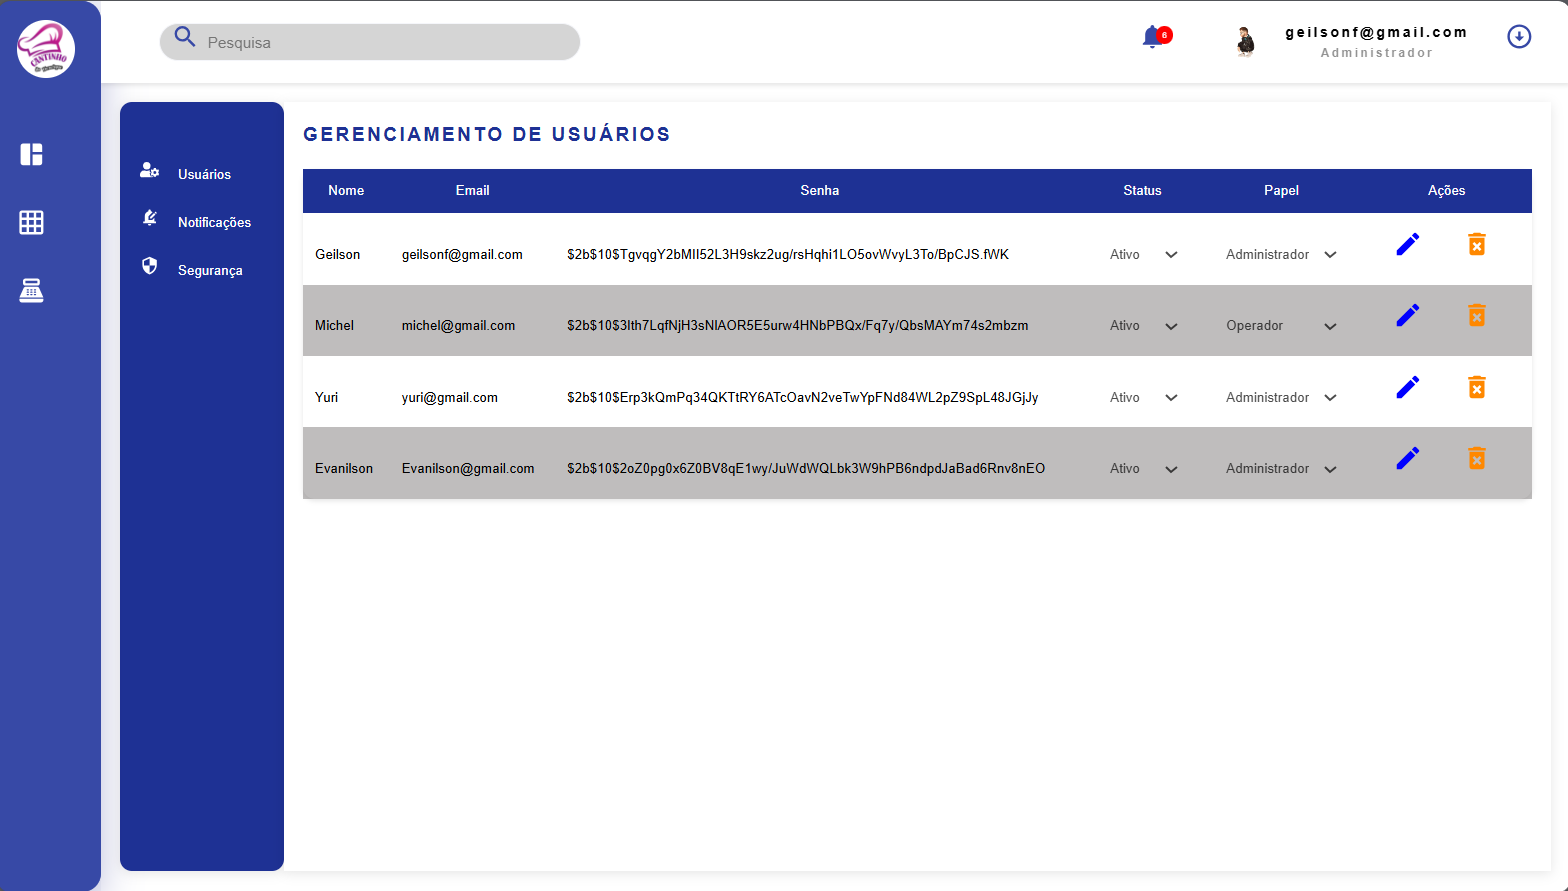 CANTINHO
Pesquisa
6
geilsonf@gmail.com
Administrador
GERENCIAMENTO DE USUÁRIOS
Usuários
Notificações
Segurança
Nome Email Senha Status Papel Ações
Geilson geilsonf@gmail.com $2b$10$TgvqgY2bMIl52L3H9skz2ug/rsHqhi1LO5ovWvyL3To/BpCJS.fWK Ativo Administrador
Michel michel@gmail.com $2b$10$3lth7LqfNjH3sNlAOR5E5urw4HNbPBQx/Fq7y/QbsMAYm74s2mbzm Ativo Operador
Yuri yuri@gmail.com $2b$10$Erp3kQmPq34QKTtRY6ATcOavN2veTwYpFNd84WL2pZ9SpL48JGjJy Ativo Administrador
Evanilson Evanilson@gmail.com $2b$10$2oZ0pg0x6Z0BV8qE1wy/JuWdWQLbk3W9hPB6ndpdJaBad6Rnv8nEO Ativo Administrador